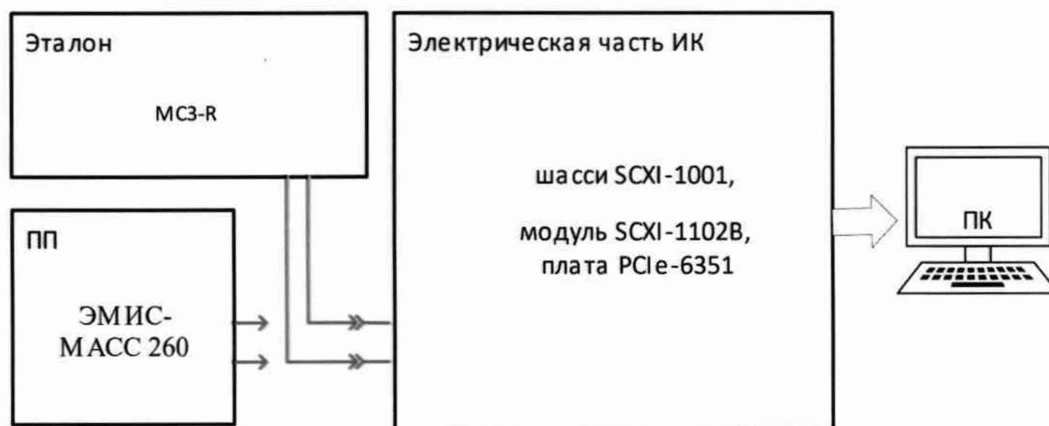 Эталон
МС3-R
Электрическая часть ИК
шасси SCXI-1001,
модуль SCXI-1102B,
плата PCIe-6351
ПК
ПП
ЭМИС-
МАСС 260